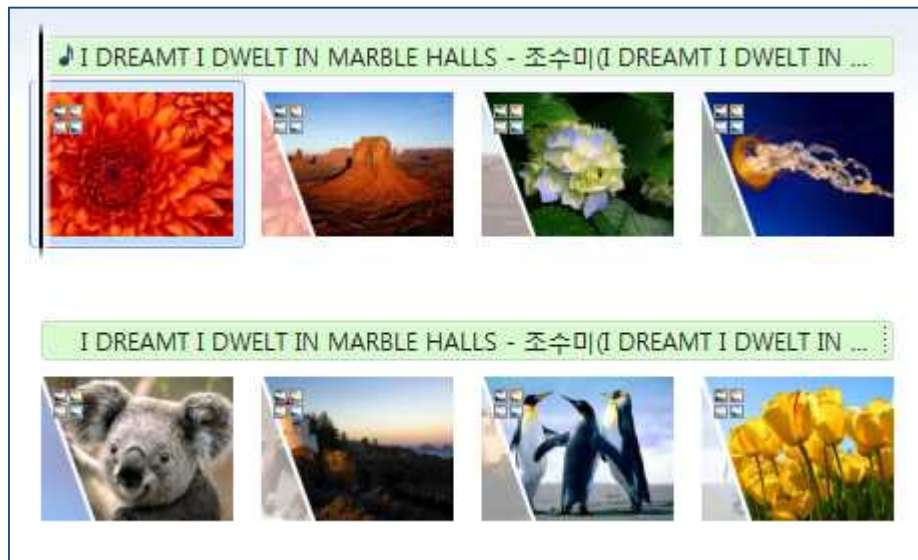 I DREAMT I DWELT IN MARBLE HALLS - 조수미(I DREAMT I DWELT IN ...
I DREAMT I DWELT IN MARBLE HALLS - 조수미(I DREAMT I DWELT IN ...